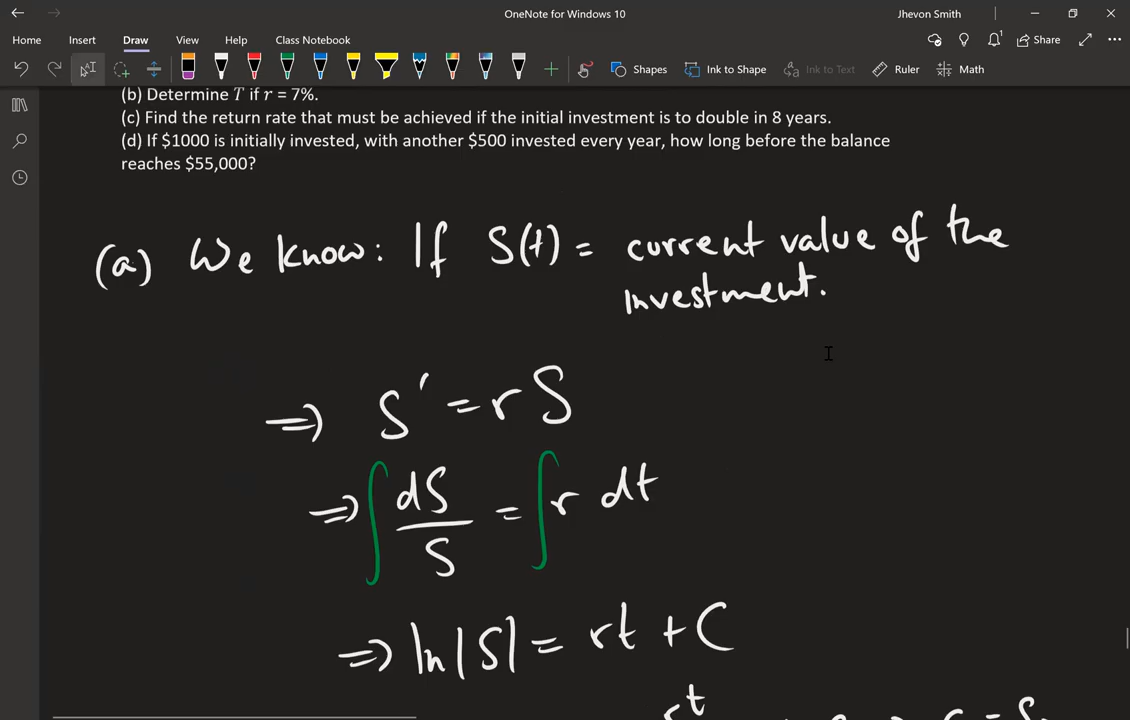 OneNote for Windows 10
Jhevon Smith
Home Insert Draw View Help Class Notebook
Share
Shapes Ink to Shape Ink to Text Ruler Math
(b) Determine T if r = 7%.
(c) Find the return rate that must be achieved if the initial investment is to double in 8 years.
(d) If $1000 is initially invested, with another $500 invested every year, how long before the balance
reaches $55,000?
(a) We know: If S(t) = current value of the
investment.
⇒ S' = rS
⇒ ∫ dS/S = ∫ r dt
⇒ ln|S| = rt + C